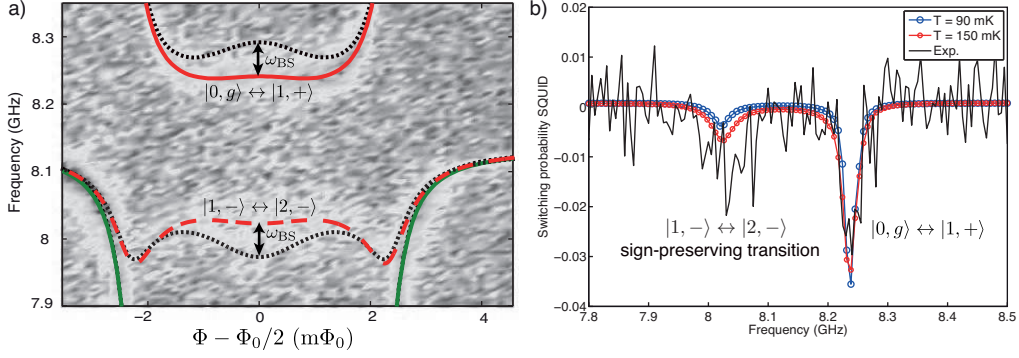 a)
Frequency (GHz)
8.3
8.2
8.1
8
7.9
ω_BS
|0, g⟩ ↔ |1, +⟩
|1, −⟩ ↔ |2, −⟩
ω_BS
−2
0
2
4
Φ − Φ₀/2 (mΦ₀)
b)
Switching probability SQUID
0.02
0.01
0
−0.01
−0.02
−0.03
−0.04
T = 90 mK
T = 150 mK
Exp.
|1, −⟩ ↔ |2, −⟩
sign-preserving transition
|0, g⟩ ↔ |1, +⟩
7.8
7.9
8
8.1
8.2
8.3
8.4
8.5
Frequency (GHz)